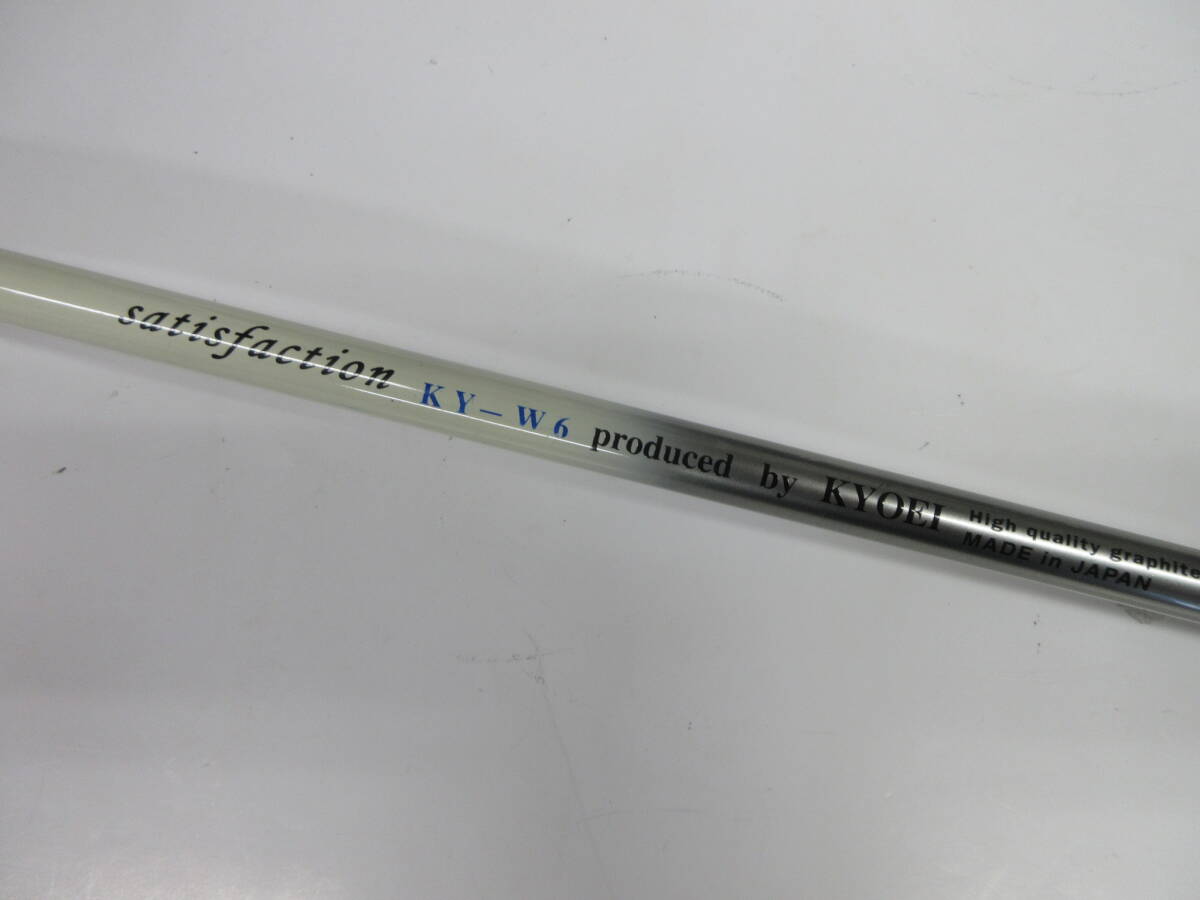 satisfaction KY-W6 produced by KYOEI
High quality graphite
MADE in JAPAN